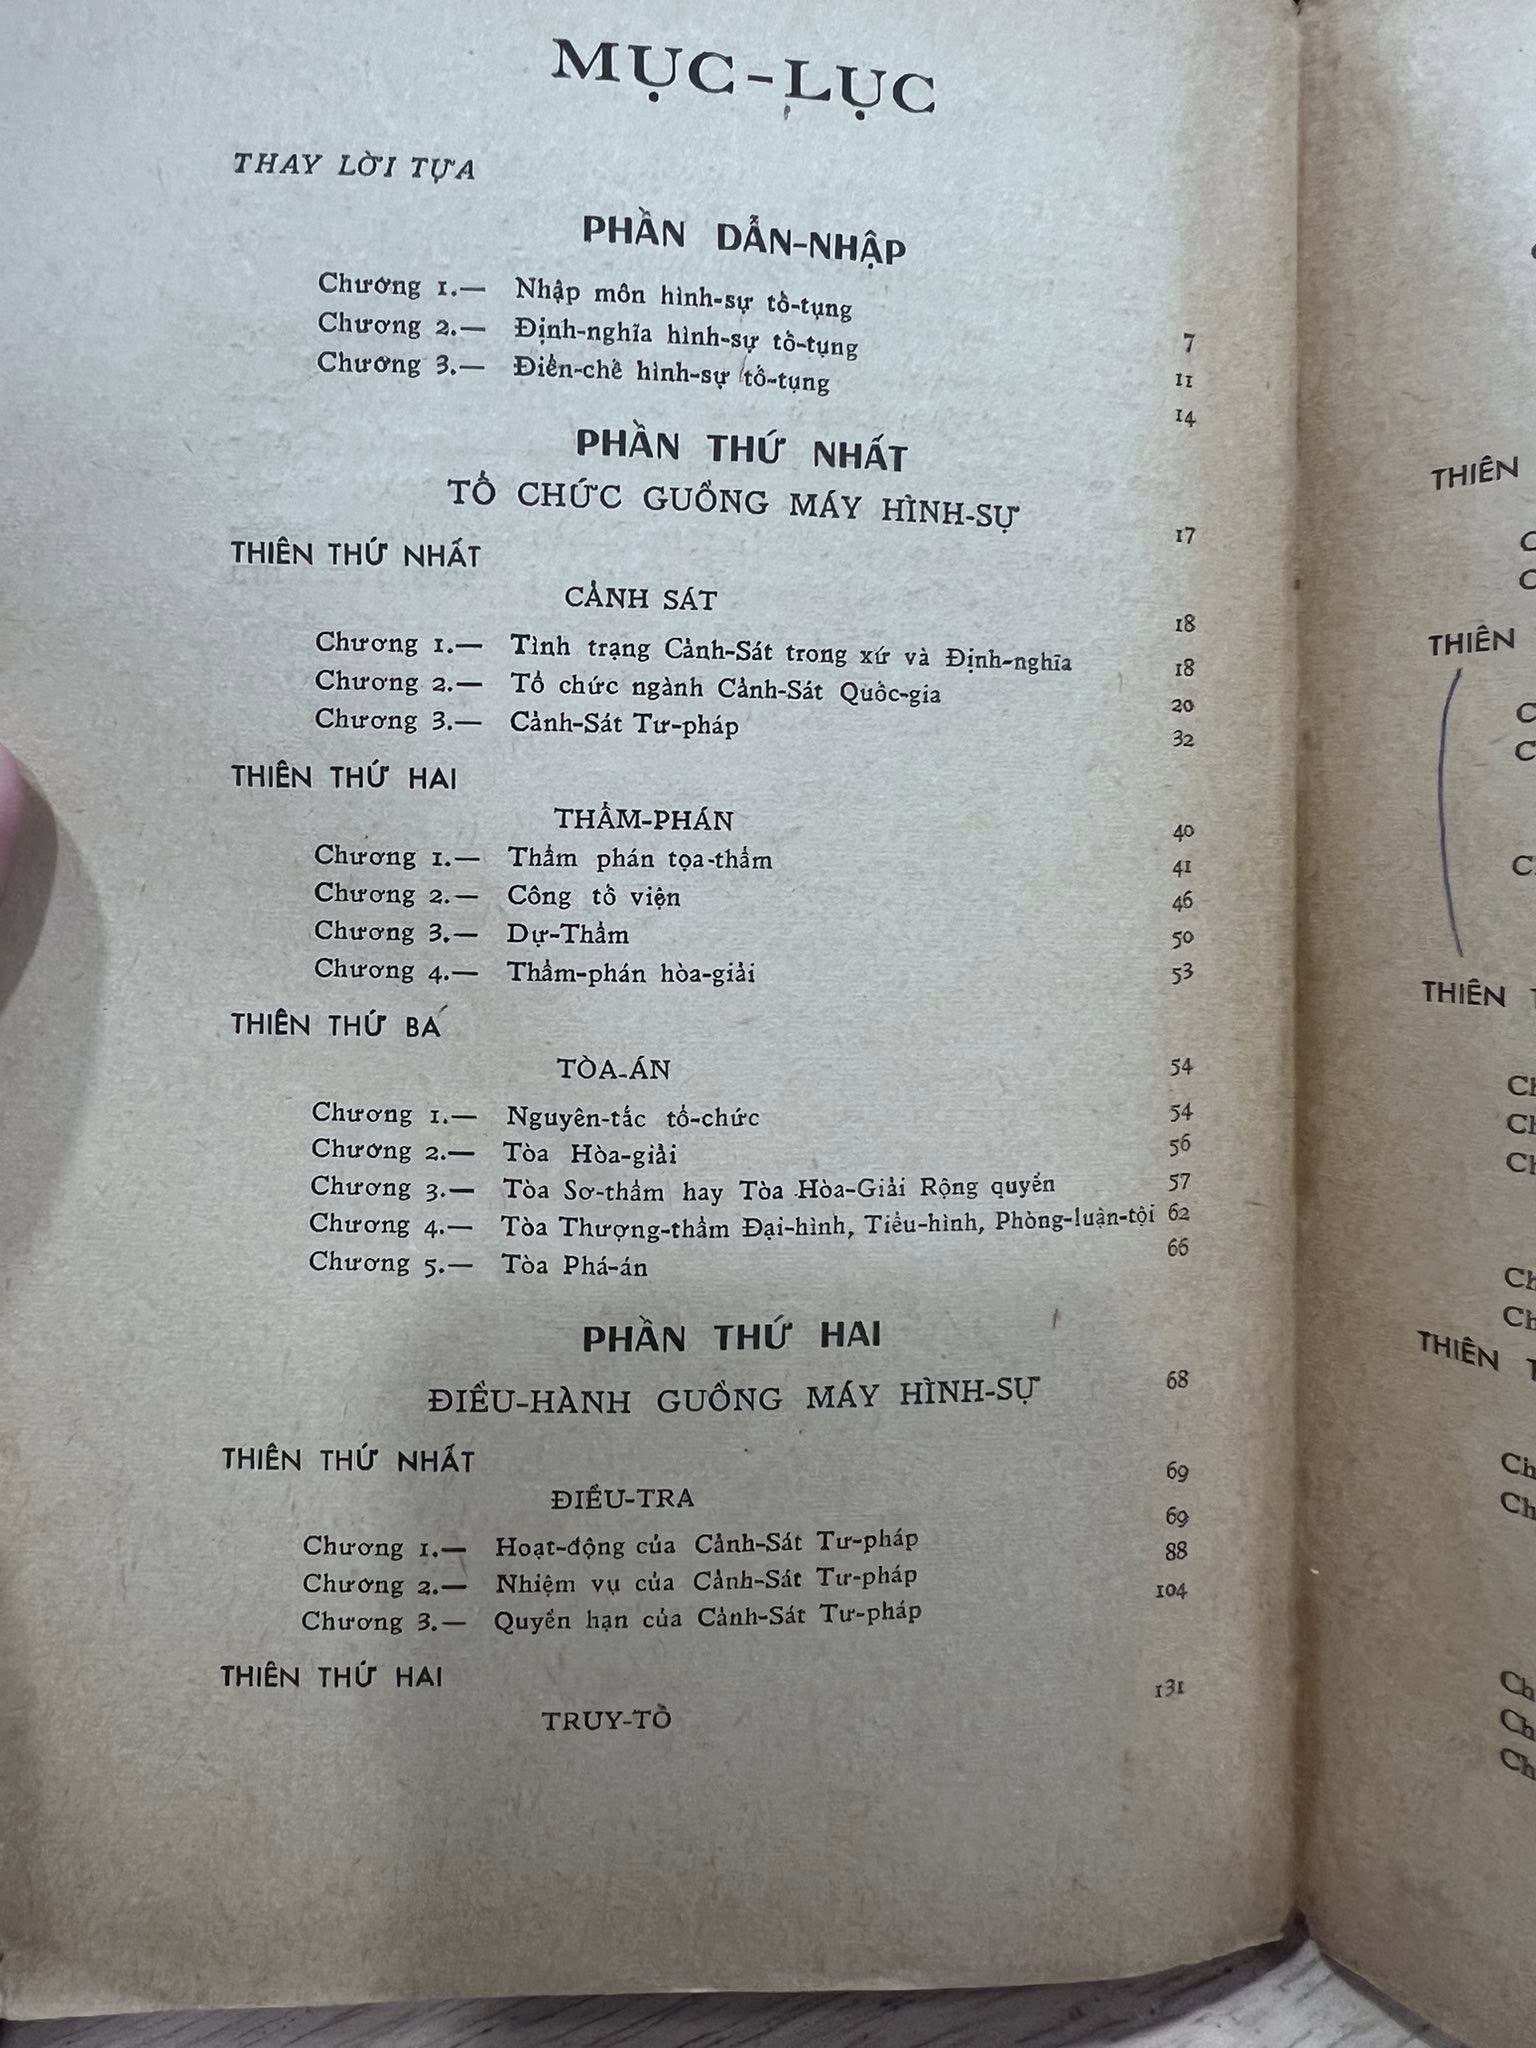 MỤC-LỤC
THAY LỜI TỰA
PHẦN DẪN-NHẬP
Chương 1.— Nhập môn hình-sự tố-tụng 7
Chương 2.— Định-nghĩa hình-sự tố-tụng 11
Chương 3.— Điển-chế hình-sự tố-tụng 14
PHẦN THỨ NHẤT
TỔ CHỨC GUỒNG MÁY HÌNH-SỰ 17
THIÊN THỨ NHẤT
CẢNH SÁT 18
Chương 1.— Tình trạng Cảnh-Sát trong xứ và Định-nghĩa 18
Chương 2.— Tổ chức ngành Cảnh-Sát Quốc-gia 20
Chương 3.— Cảnh-Sát Tư-pháp 32
THIÊN THỨ HAI
THẨM-PHÁN 40
Chương 1.— Thẩm phán tọa-thẩm 41
Chương 2.— Công tố viện 46
Chương 3.— Dự-Thẩm 50
Chương 4.— Thẩm-phán hòa-giải 53
THIÊN THỨ BA
TÒA-ÁN 54
Chương 1.— Nguyên-tắc tổ-chức 54
Chương 2.— Tòa Hòa-giải 56
Chương 3.— Tòa Sơ-thẩm hay Tòa Hòa-Giải Rộng quyền 57
Chương 4.— Tòa Thượng-thẩm Đại-hình, Tiểu-hình, Phòng-luận-tội 62
Chương 5.— Tòa Phá-án 66
PHẦN THỨ HAI
ĐIỀU-HÀNH GUỒNG MÁY HÌNH-SỰ 68
THIÊN THỨ NHẤT
ĐIỀU-TRA 69
Chương 1.— Hoạt-động của Cảnh-Sát Tư-pháp 69
Chương 2.— Nhiệm vụ của Cảnh-Sát Tư-pháp 88
Chương 3.— Quyền hạn của Cảnh-Sát Tư-pháp 104
THIÊN THỨ HAI
TRUY-TỐ 131
THIÊN
THIÊN
THIÊN
THIÊN